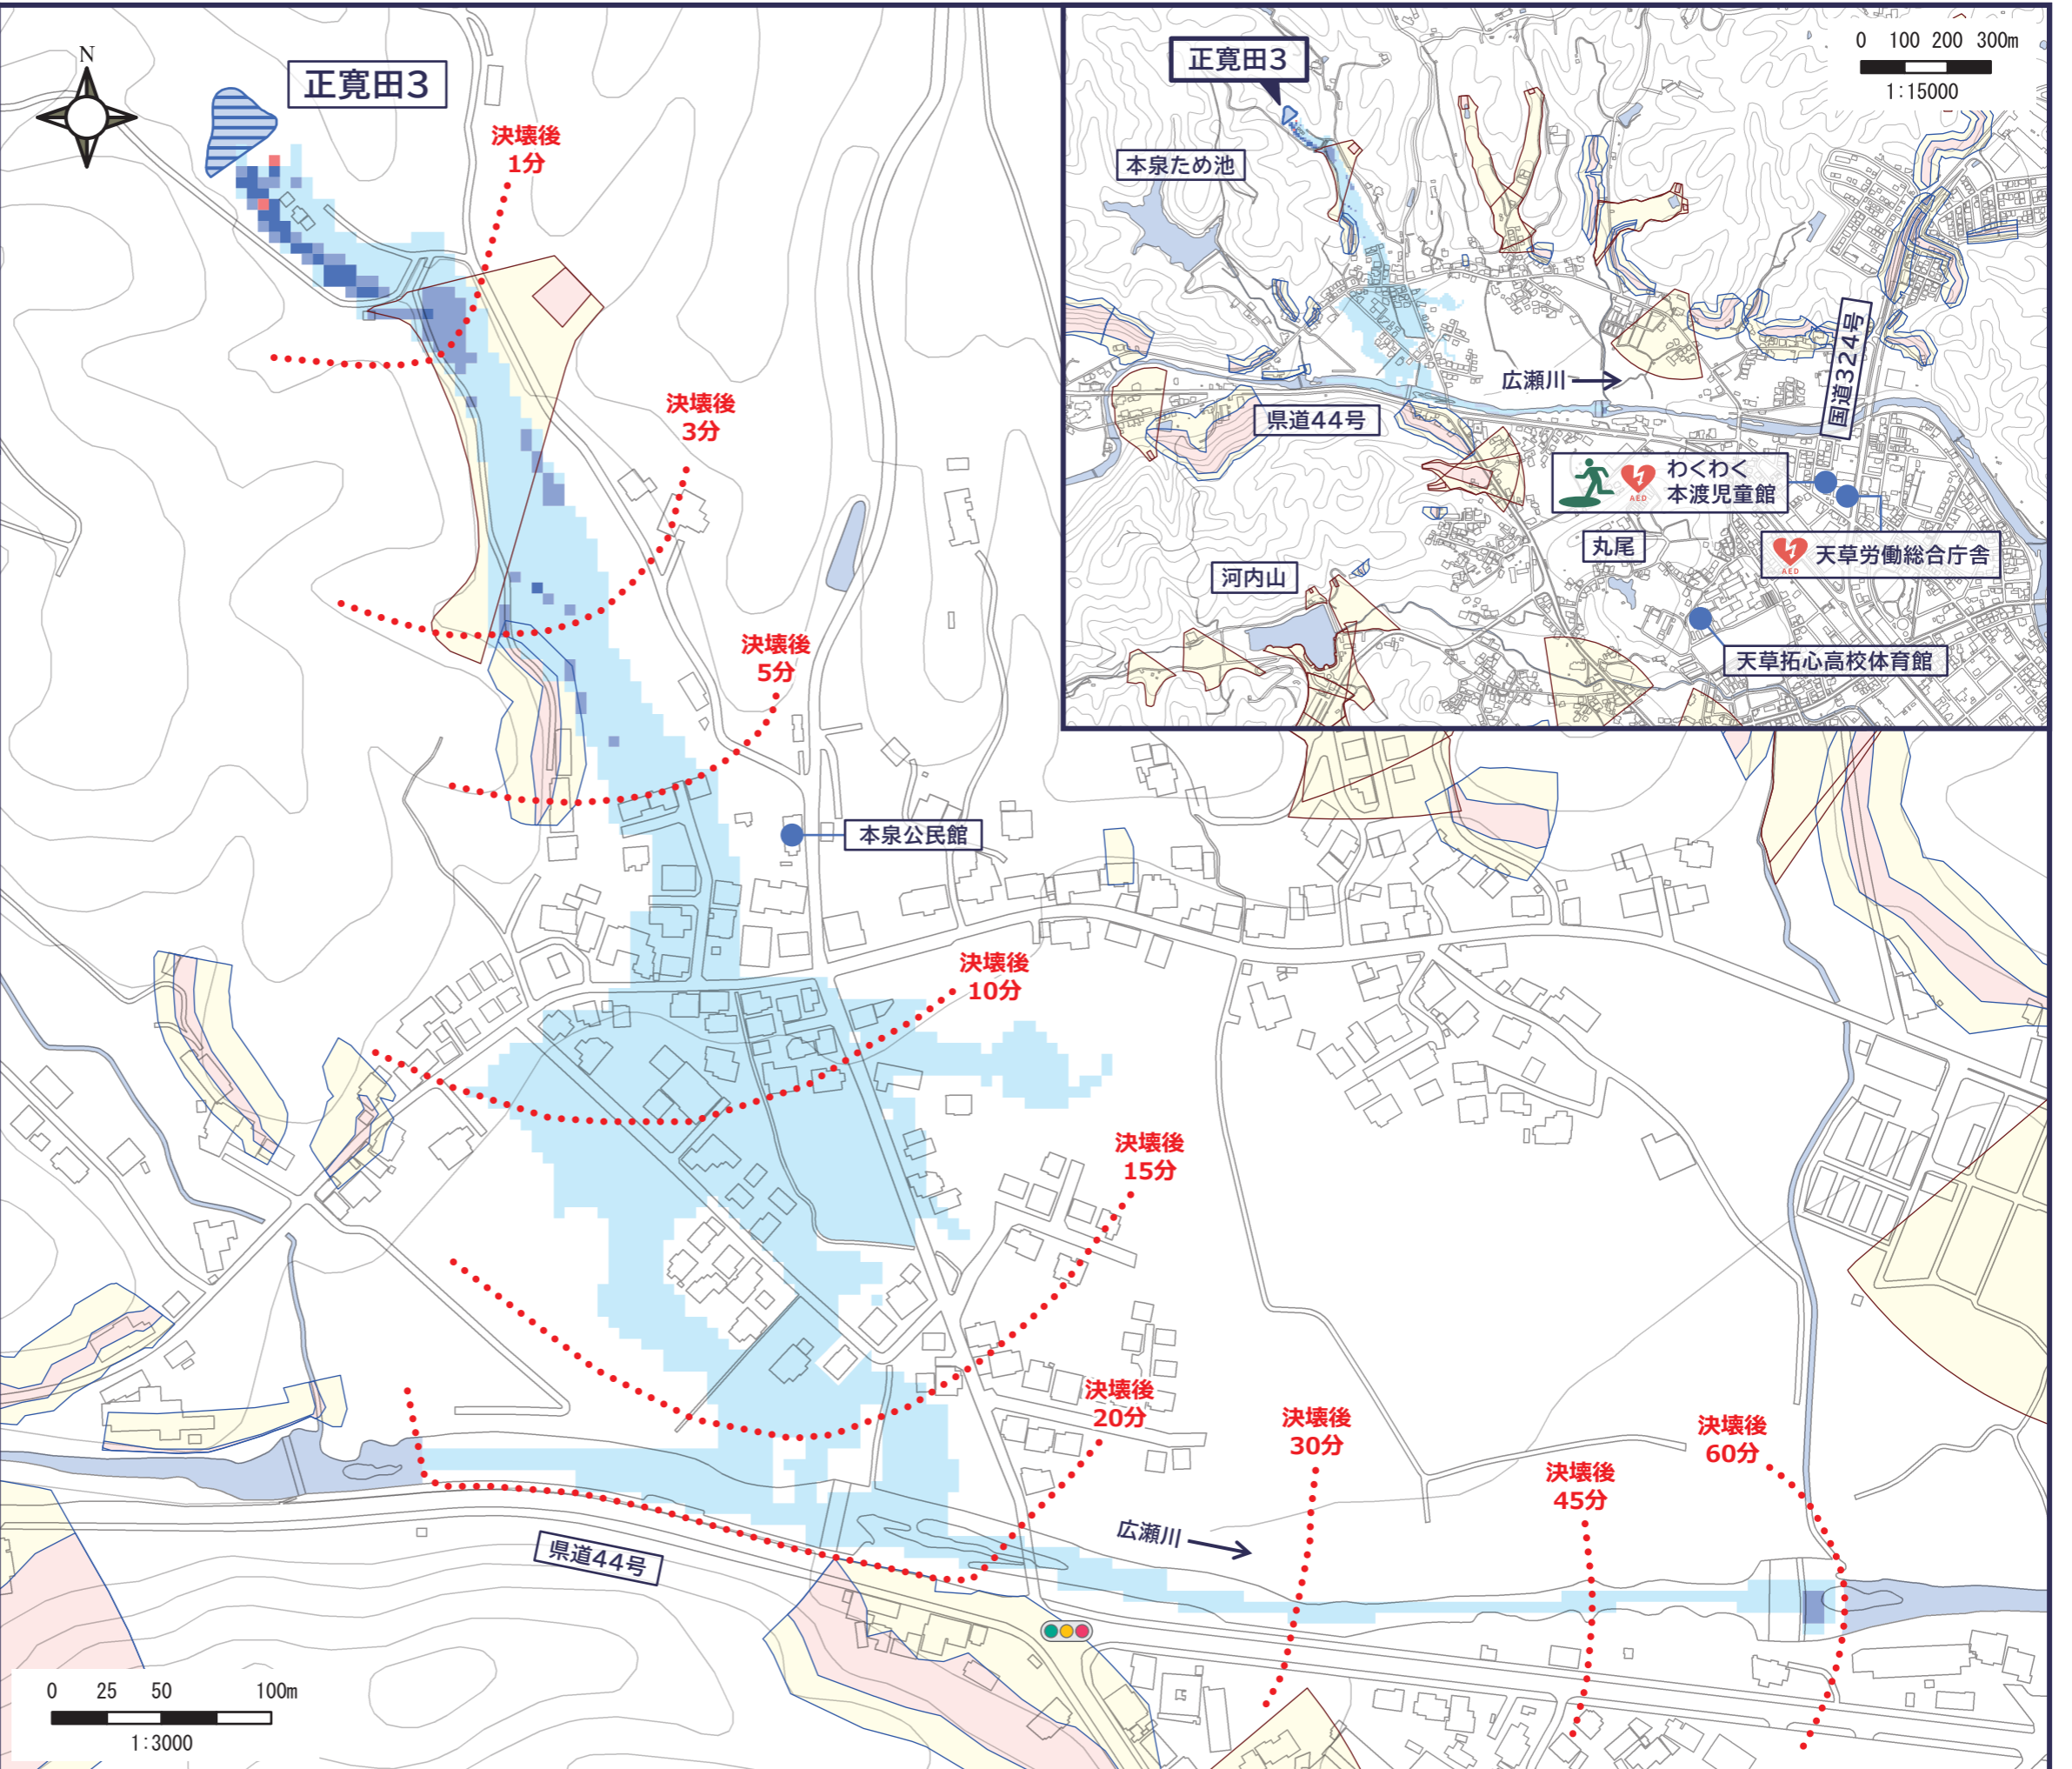 N
正寛田3
決壊後
1分
決壊後
3分
決壊後
5分
本泉公民館
決壊後
10分
決壊後
15分
決壊後
20分
決壊後
30分
決壊後
45分
決壊後
60分
広瀬川
県道44号
0 25 50 100m
1:3000
正寛田3
0 100 200 300m
1:15000
本泉ため池
国道324号
広瀬川
県道44号
AED
わくわく
本渡児童館
丸尾
AED
天草労働総合庁舎
河内山
天草拓心高校体育館